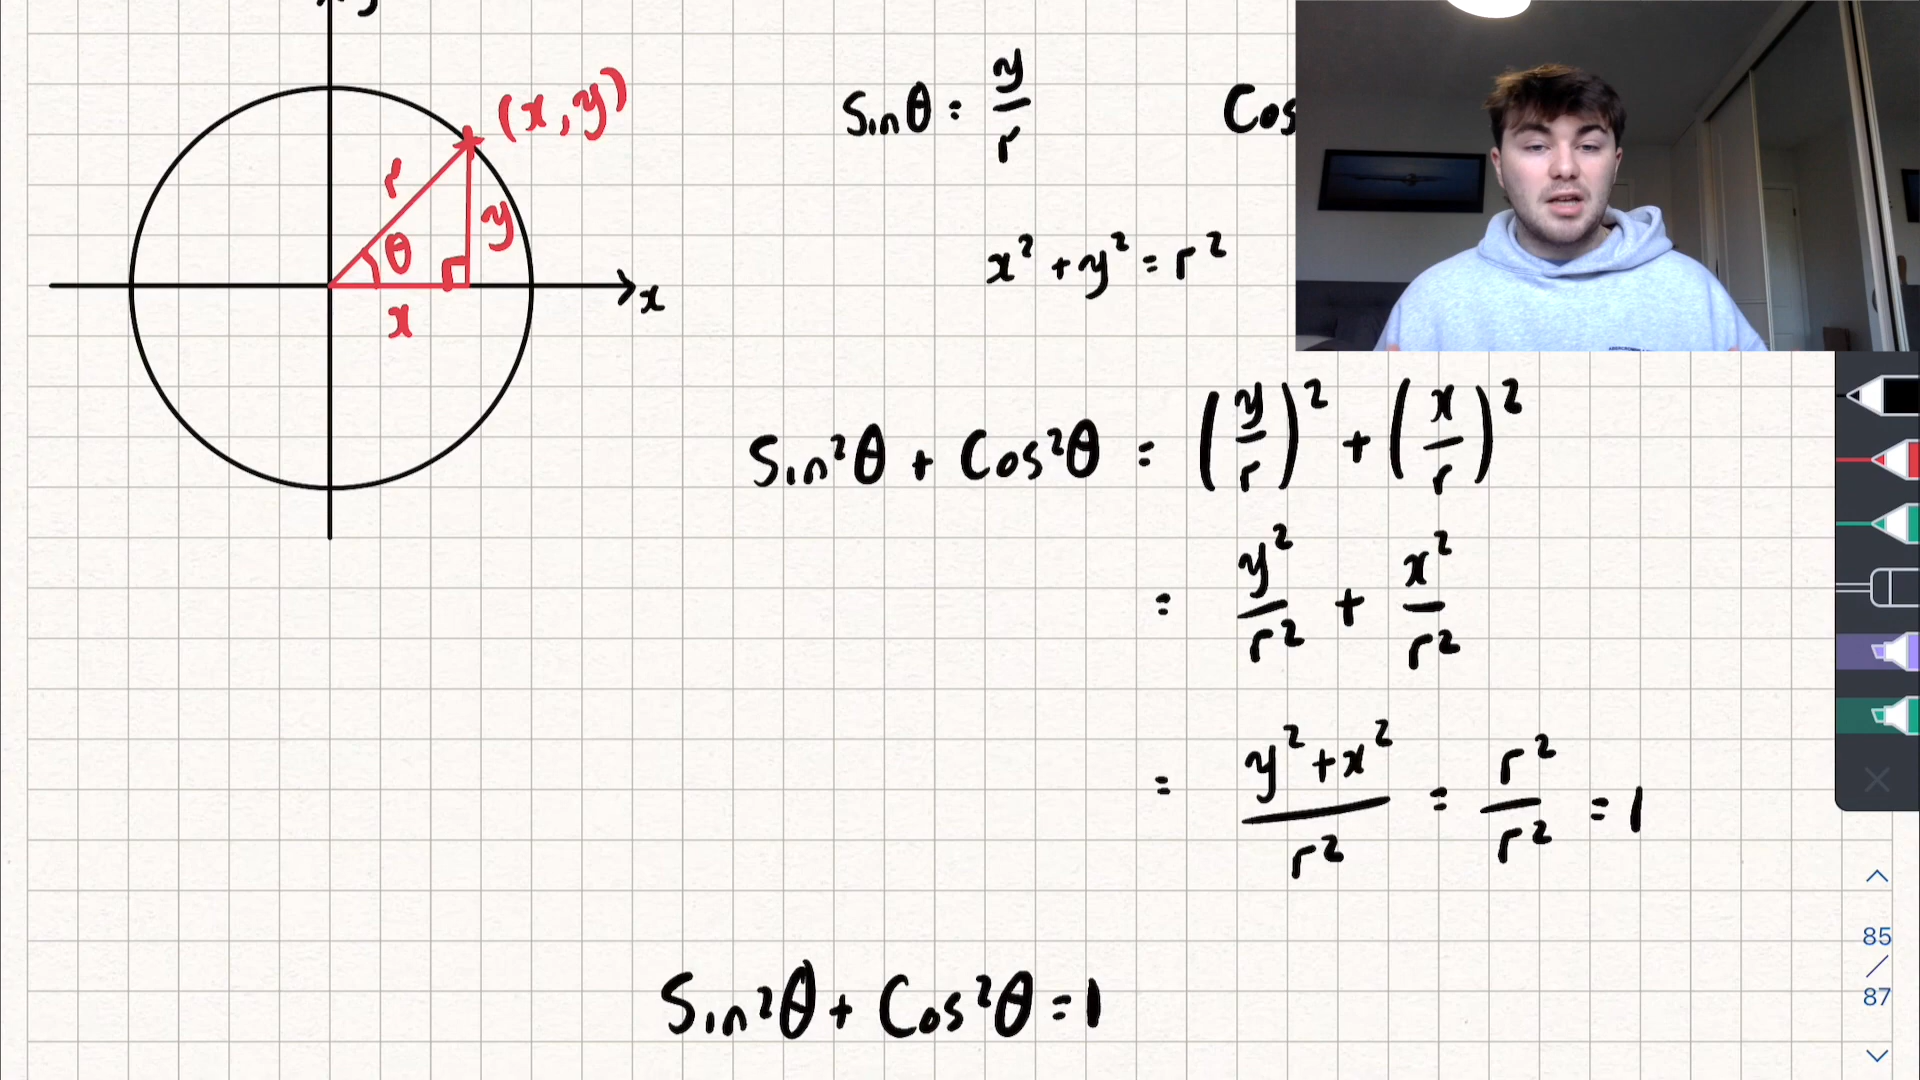 y
(x,y)
r
y
θ
x
x
Sinθ = y/r
Cos
x² + y² = r²
Sin²θ + Cos²θ = (y/r)² + (x/r)²
= y²/r² + x²/r²
= y²+x²/r² = r²/r² = 1
Sin²θ + Cos²θ = 1
85
/
87